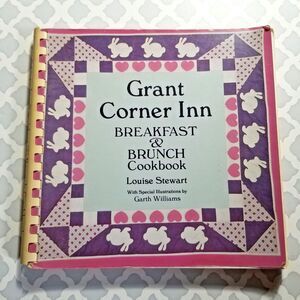 Grant
Corner Inn
BREAKFAST
&
BRUNCH
Cookbook
Louise Stewart
With Special Illustrations by
Garth Williams